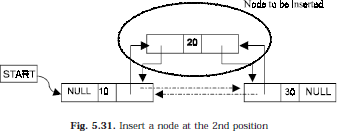 Node to be Inserted
20
START
NULL 10
30 NULL
Fig. 5.31. Insert a node at the 2nd position